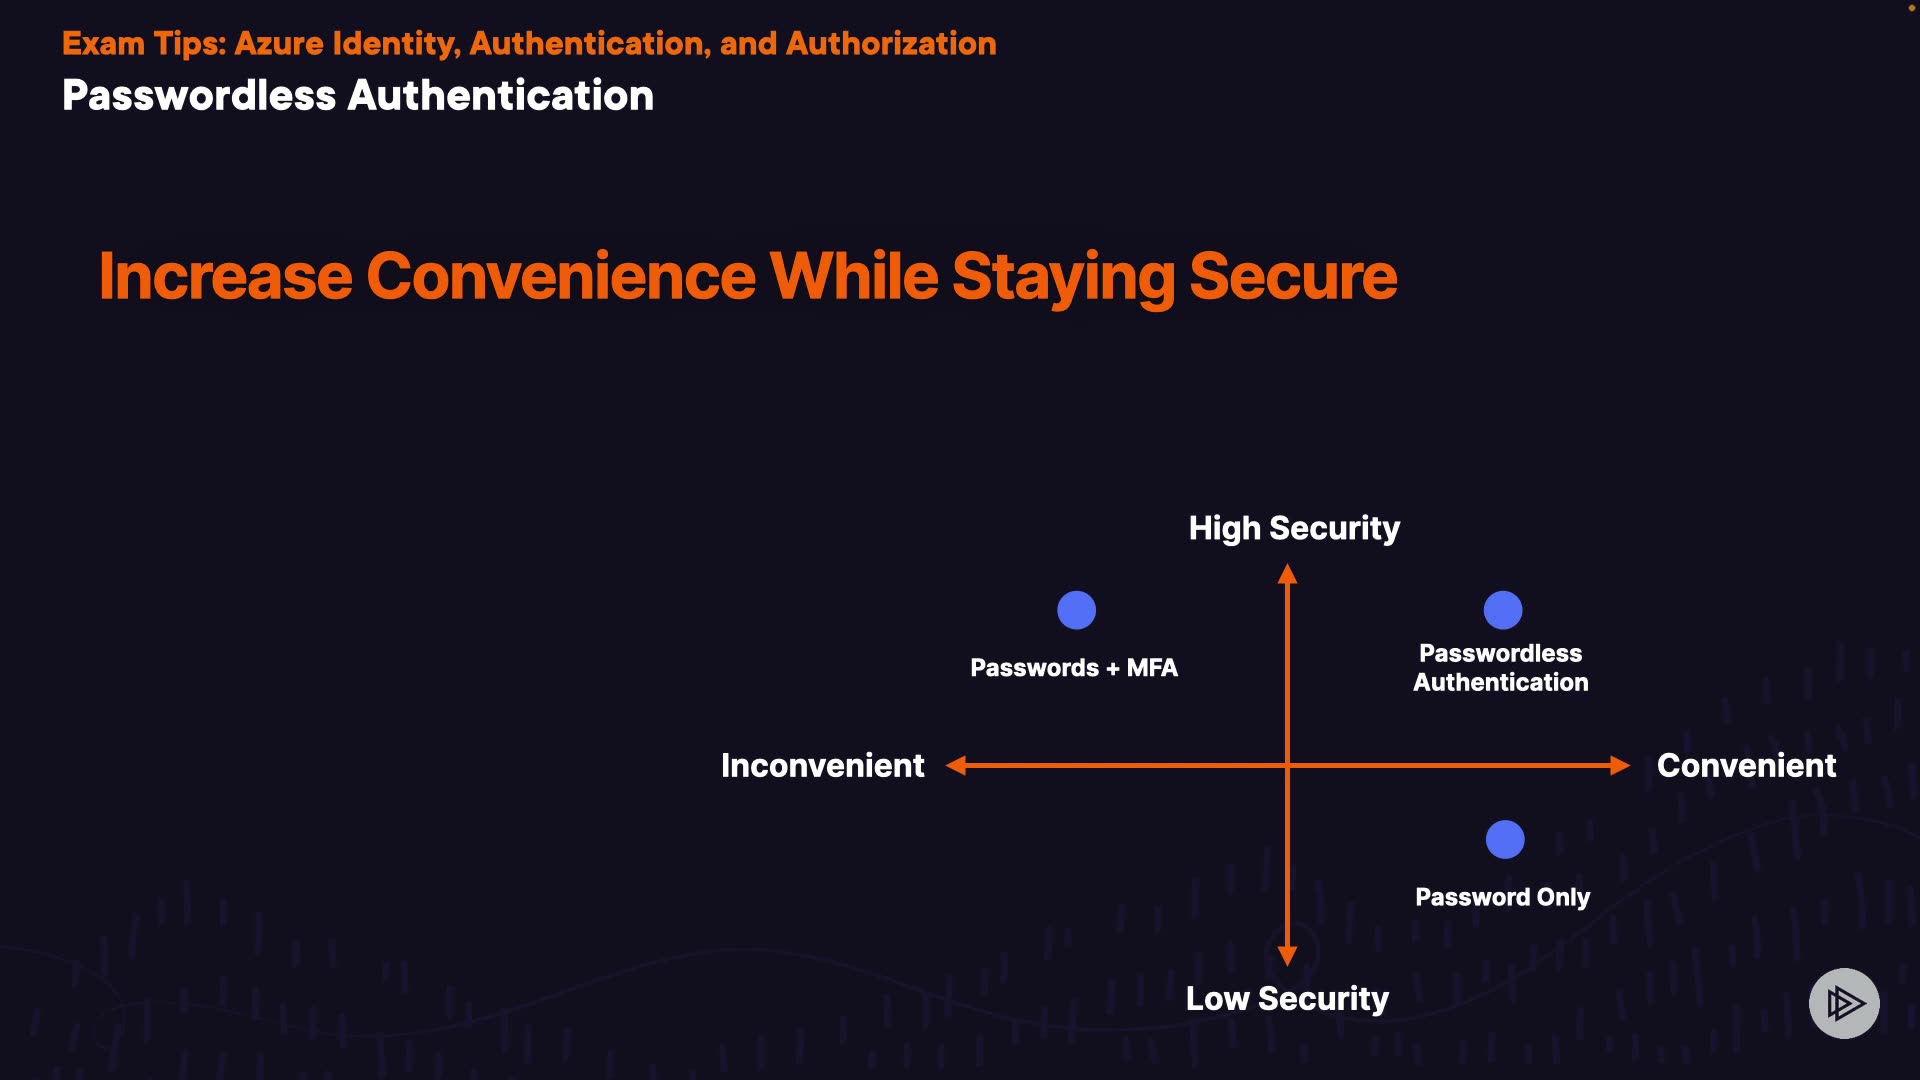 Exam Tips: Azure Identity, Authentication, and Authorization
Passwordless Authentication
Increase Convenience While Staying Secure
High Security
Passwords + MFA
Passwordless
Authentication
Inconvenient
Convenient
Password Only
Low Security